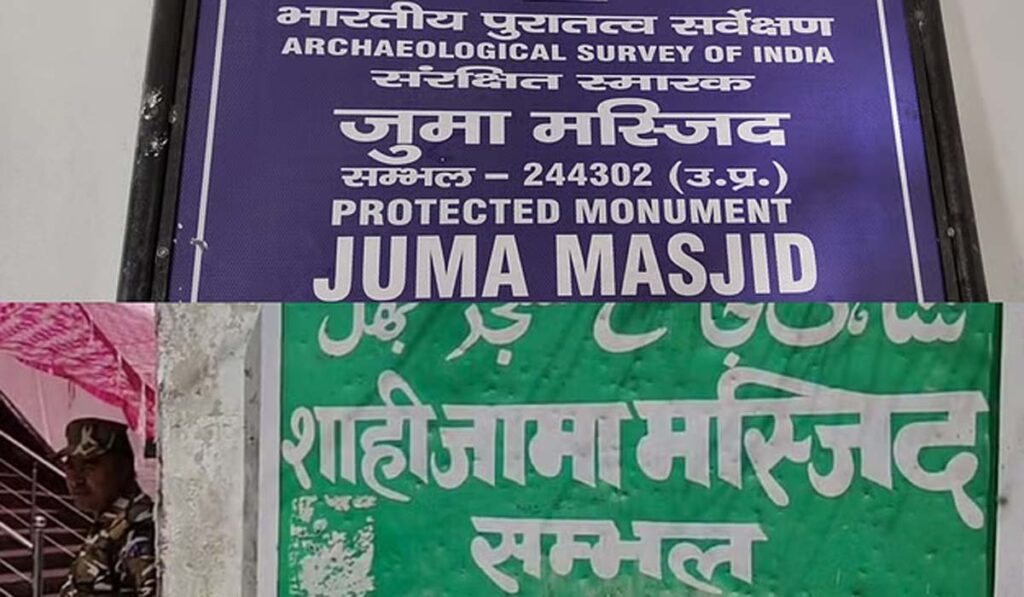 भारतीय पुरातत्व सर्वेक्षण
ARCHAEOLOGICAL SURVEY OF INDIA
संरक्षित स्मारक
जुमा मस्जिद
सम्भल – 244302 (उ.प्र.)
PROTECTED MONUMENT
JUMA MASJID
शाही जामा मस्जिद
सम्भल